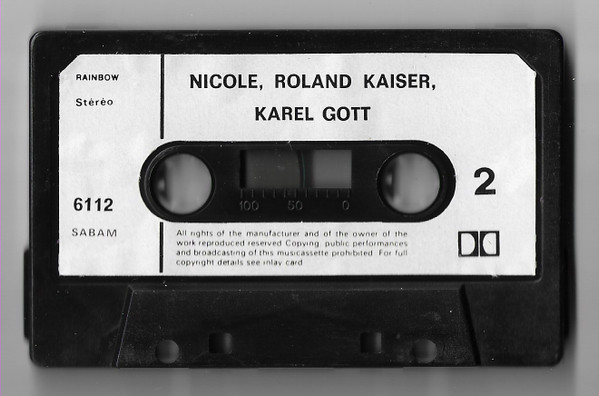 RAINBOW
Stéréo
NICOLE, ROLAND KAISER,
KAREL GOTT
6112
SABAM
2
100 50 0
All rights of the manufacturer and of the owner of the
work reproduced reserved Copying, public performances
and broadcasting of this musicassette prohibited. For full
copyright details see inlay card